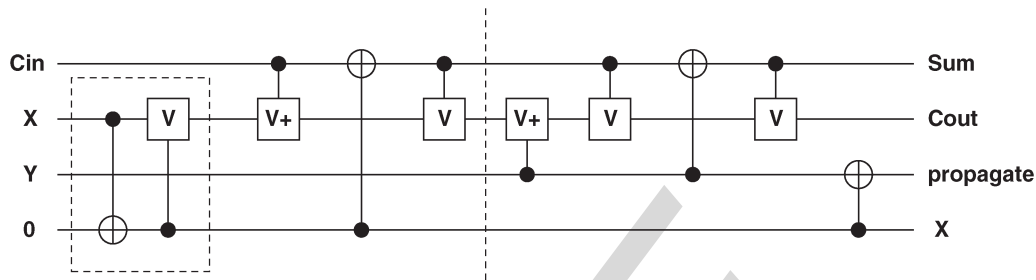 Cin V+ V V Sum
X V V+ V Cout
Y propagate
0 X